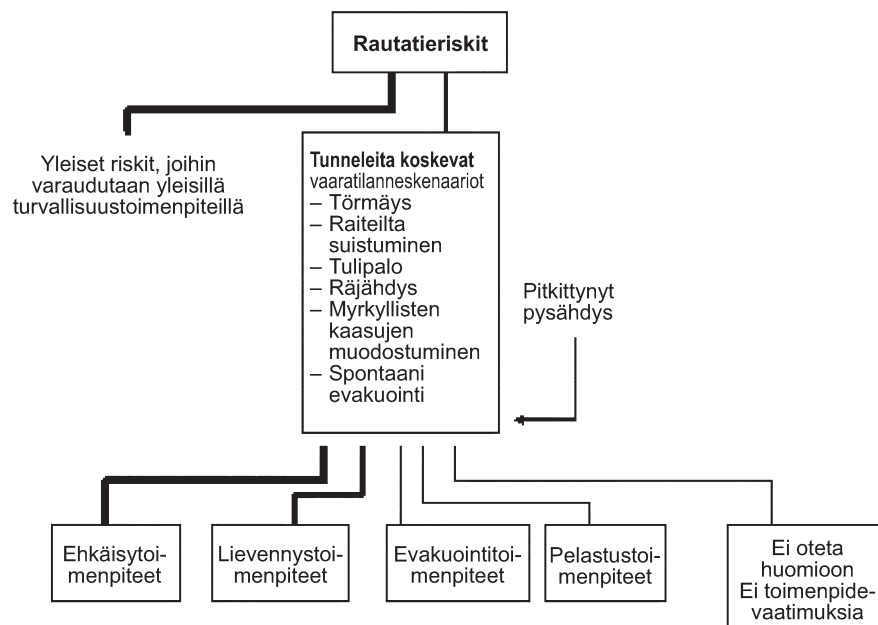 Rautatieriskit
Yleiset riskit, joihin
varaudutaan yleisillä
turvallisuustoimenpiteillä
Tunneleita koskevat
vaaratilanneskenaariot
– Törmäys
– Raiteilta
suistuminen
– Tulipalo
– Räjähdys
– Myrkyllisten
kaasujen
muodostuminen
– Spontaani
evakuointi
Pitkittynyt
pysähdys
Ehkäisytoi-
menpiteet
Lievennystoi-
menpiteet
Evakuointitoi-
menpiteet
Pelastustoi-
menpiteet
Ei oteta
huomioon
Ei toimenpide-
vaatimuksia